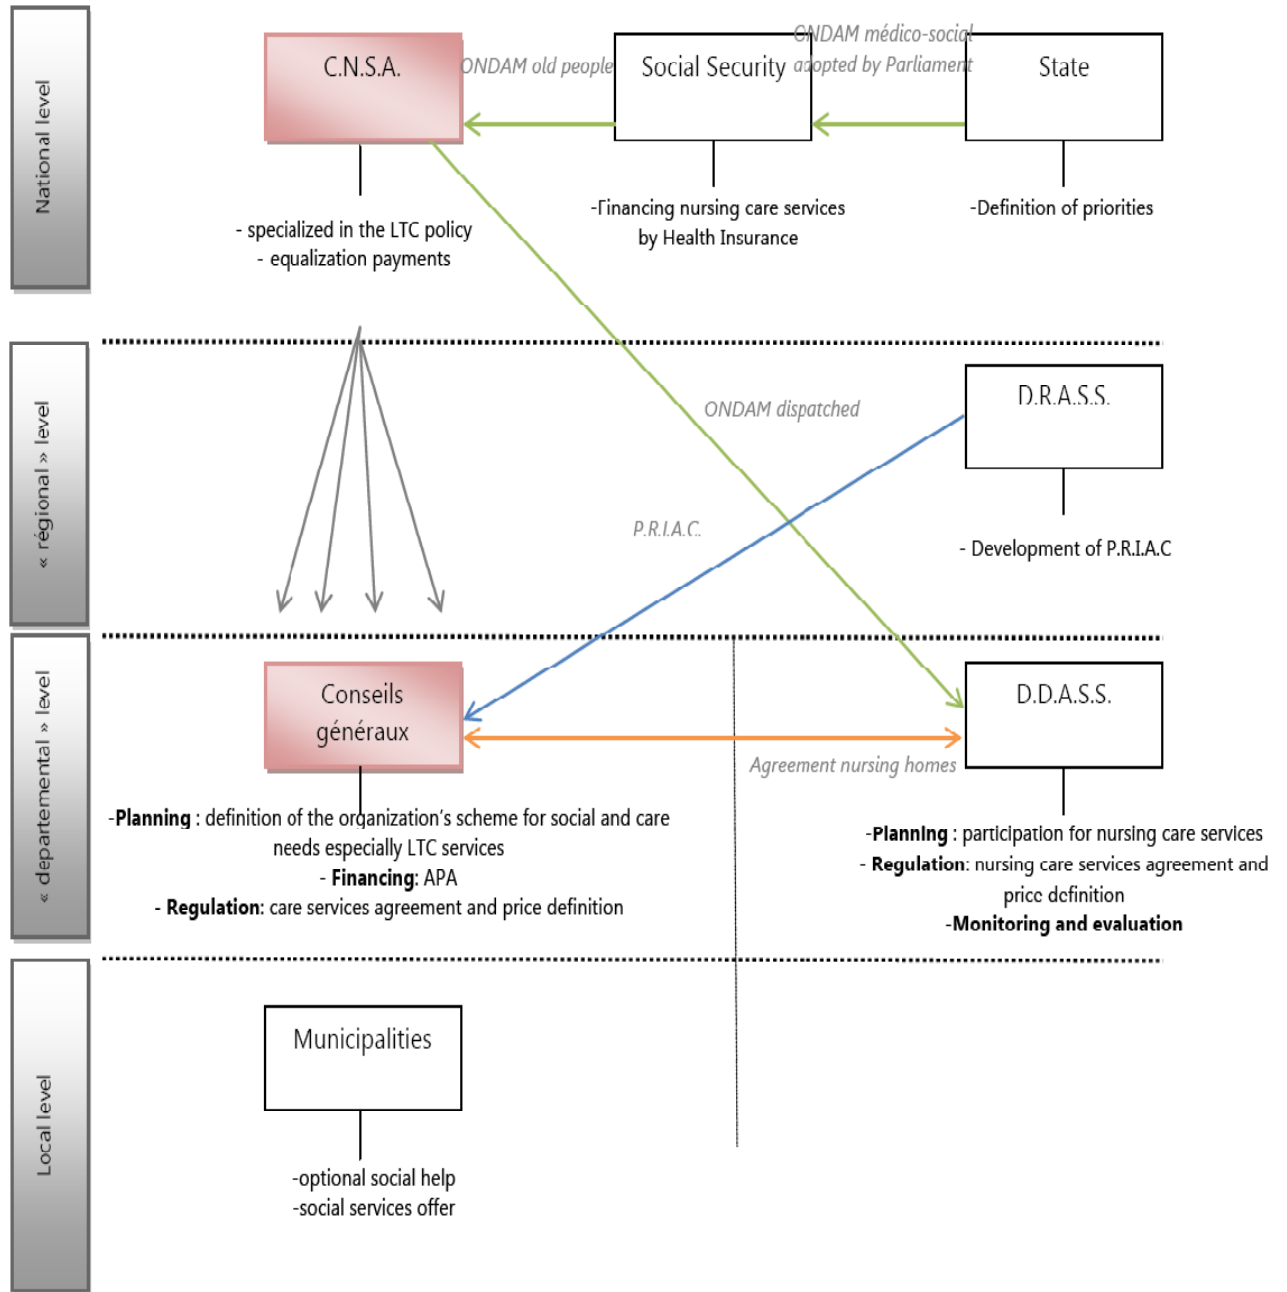 National level
C.N.S.A.
ONDAM old people
Social Security
ONDAM médico-social
adopted by Parliament
State
- specialized in the LTC policy
- equalization payments
-Financing nursing care services
by Health Insurance
-Definition of priorities
« régional » level
D.R.A.S.S.
ONDAM dispatched
P.R.I.A.C.
- Development of P.R.I.A.C
« departemental » level
Conseils
généraux
D.D.A.S.S.
Agreement nursing homes
-Planning : definition of the organization's scheme for social and care
needs especially LTC services
- Financing: APA
- Regulation: care services agreement and price definition
-Planning : participation for nursing care services
- Regulation: nursing care services agreement and
price definition
-Monitoring and evaluation
Local level
Municipalities
-optional social help
-social services offer